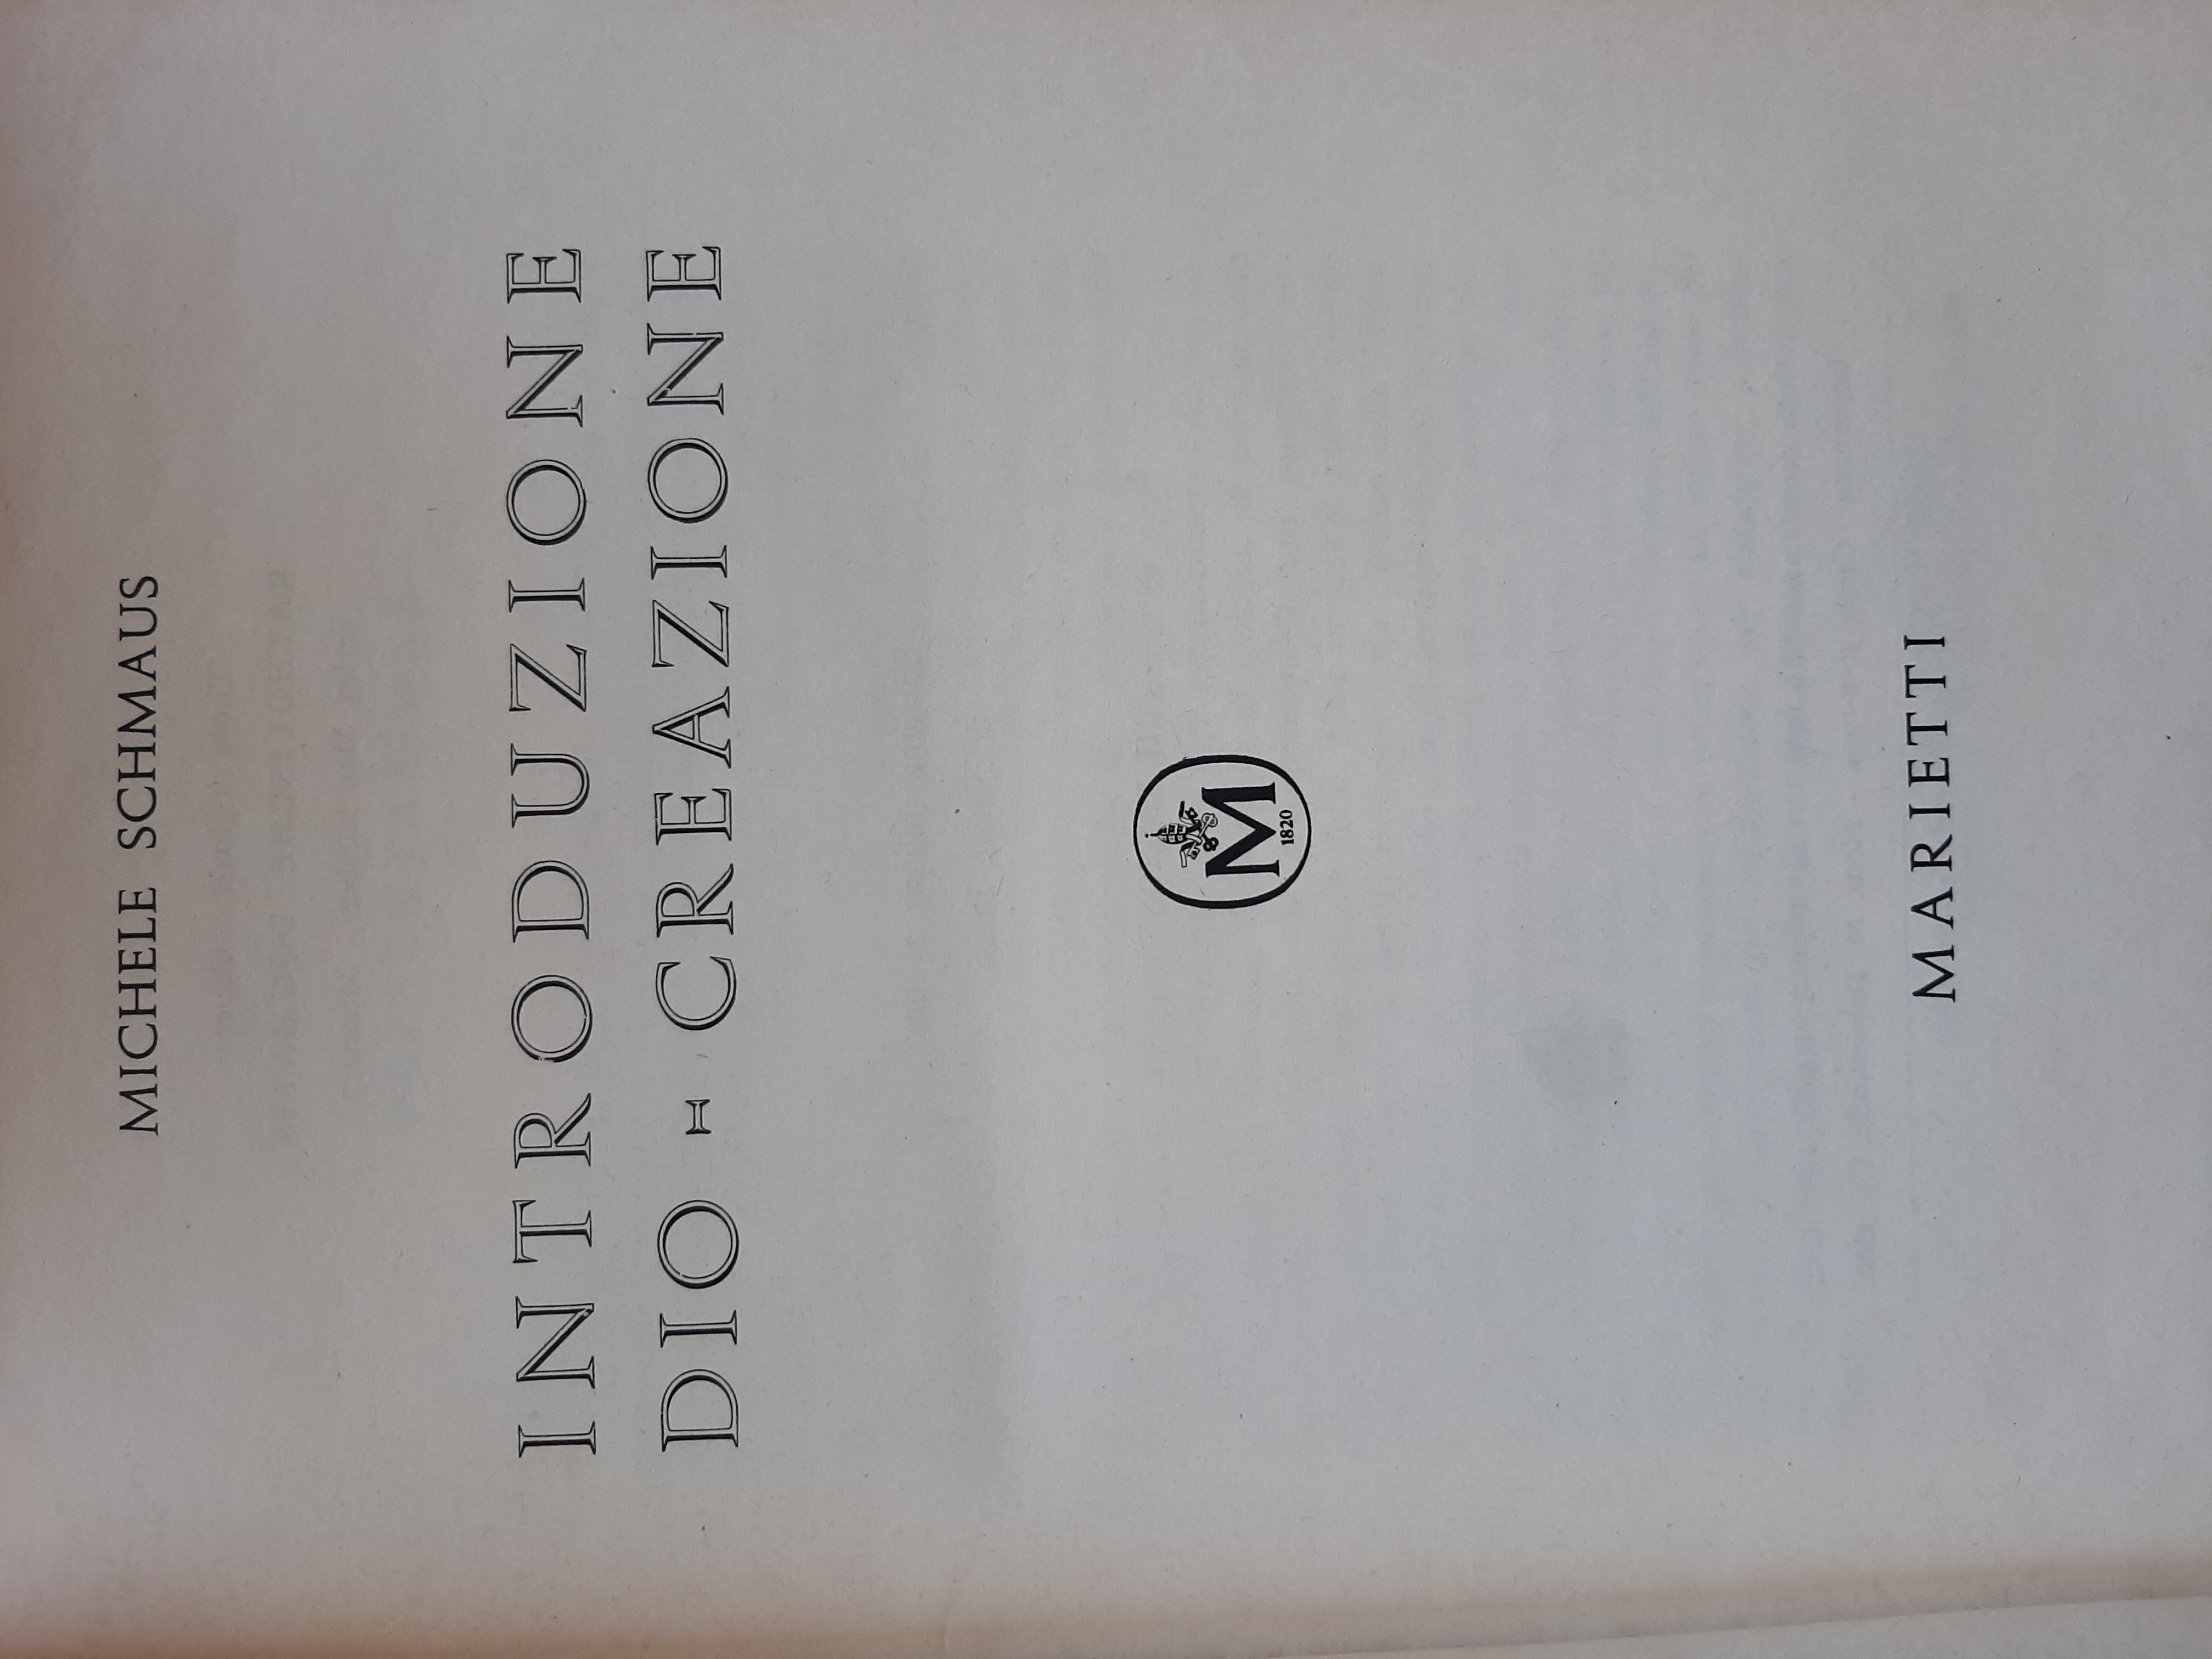 MICHELE SCHMAUS
INTRODUZIONE
DIO - CREAZIONE
M
1820
MARIETTI